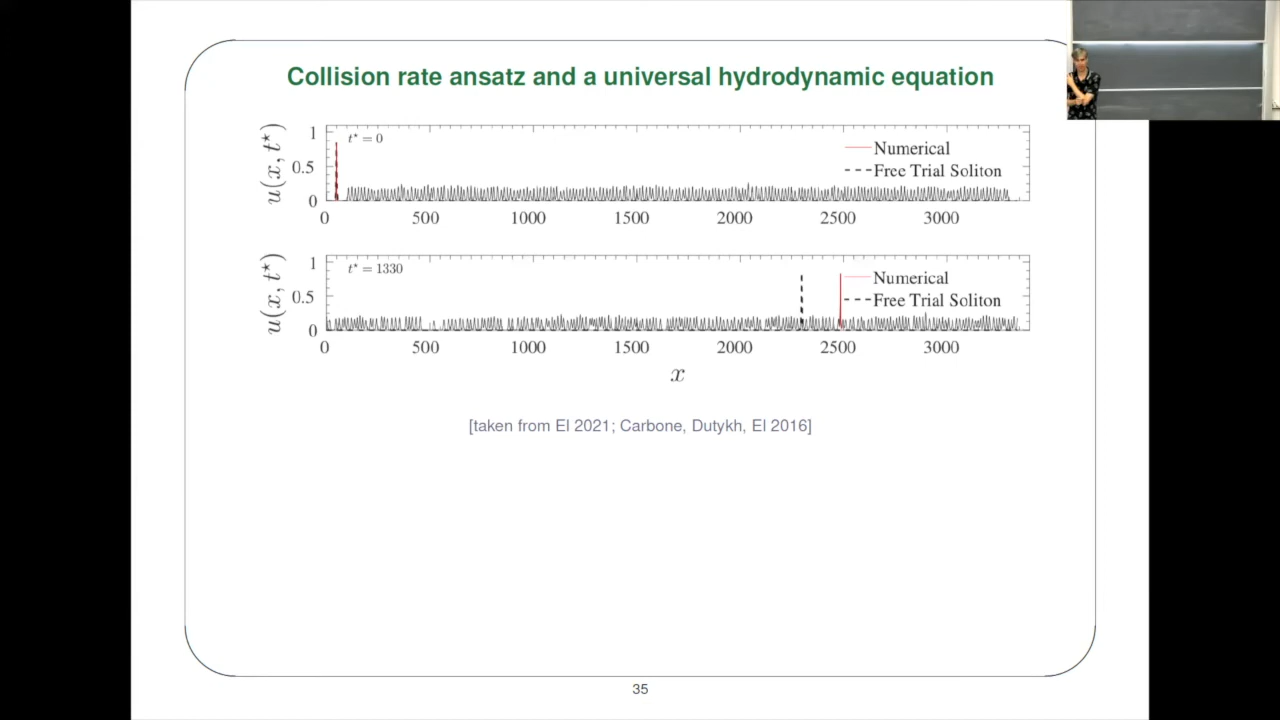 Collision rate ansatz and a universal hydrodynamic equation
u(x, t⋆)
1
0.5
0
t⋆ = 0
Numerical
Free Trial Soliton
0 500 1000 1500 2000 2500 3000
u(x, t⋆)
1
0.5
0
t⋆ = 1330
Numerical
Free Trial Soliton
0 500 1000 1500 2000 2500 3000
x
[taken from El 2021; Carbone, Dutykh, El 2016]
35